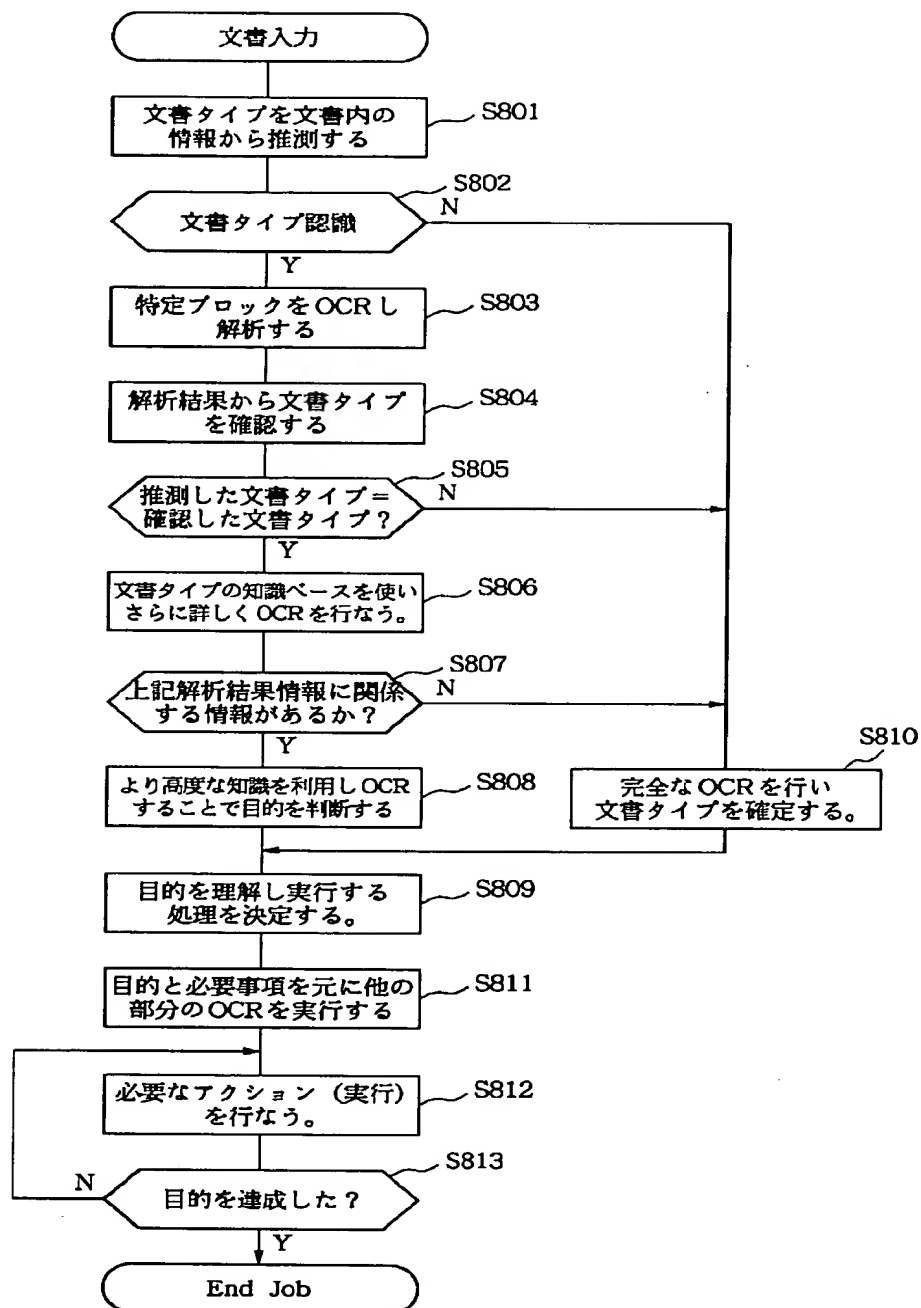 文書入力
文書タイプを文書内の
情報から推測する
S801
S802
文書タイプ認識
N
Y
特定ブロックをOCRし
解析する
S803
解析結果から文書タイプ
を確認する
S804
S805
推測した文書タイプ=
確認した文書タイプ?
N
Y
文書タイプの知識ベースを使い
さらに詳しくOCRを行なう。
S806
S807
上記解析結果情報に関係
する情報があるか?
N
Y
より高度な知識を利用しOCR
することで目的を判断する
S808
S810
完全なOCRを行い
文書タイプを確定する。
目的を理解し実行する
処理を決定する。
S809
目的と必要事項を元に他の
部分のOCRを実行する
S811
必要なアクション(実行)
を行なう。
S812
S813
目的を達成した?
N
Y
End Job